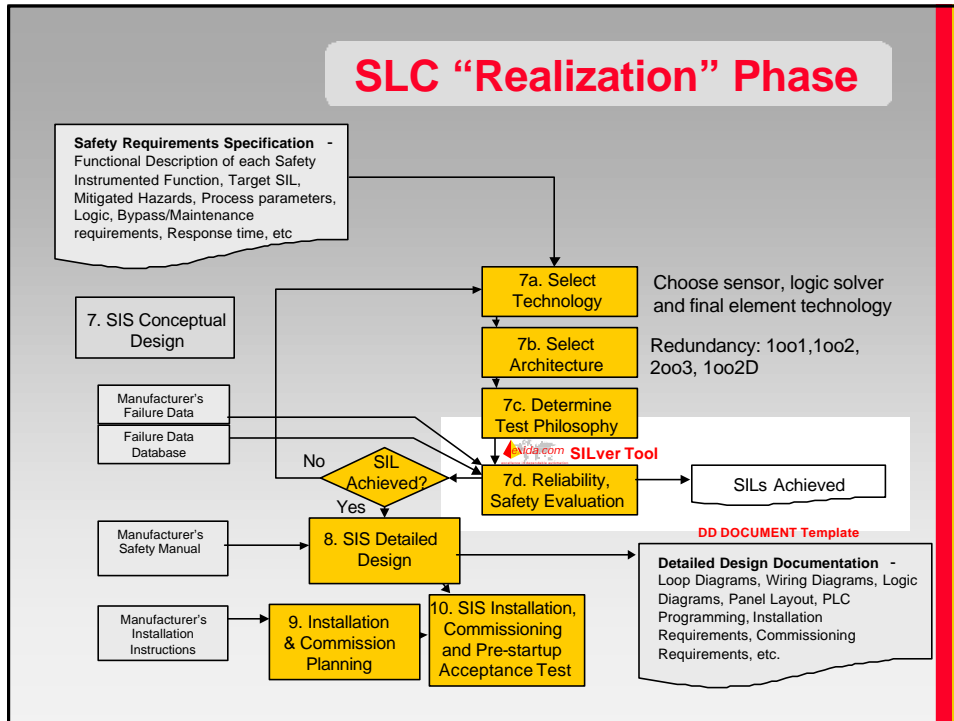 SLC “Realization” Phase
Safety Requirements Specification -
Functional Description of each Safety
Instrumented Function, Target SIL,
Mitigated Hazards, Process parameters,
Logic, Bypass/Maintenance
requirements, Response time, etc
7a. Select
Technology
Choose sensor, logic solver
and final element technology
7. SIS Conceptual
Design
7b. Select
Architecture
Redundancy: 1oo1,1oo2,
2oo3, 1oo2D
7c. Determine
Test Philosophy
Manufacturer's
Failure Data
Failure Data
Database
exida.com
SILver Tool
No
SIL
Achieved?
7d. Reliability,
Safety Evaluation
SILs Achieved
Yes
DD DOCUMENT Template
Manufacturer's
Safety Manual
8. SIS Detailed
Design
Detailed Design Documentation -
Loop Diagrams, Wiring Diagrams, Logic
Diagrams, Panel Layout, PLC
Programming, Installation
Requirements, Commissioning
Requirements, etc.
Manufacturer's
Installation
Instructions
9. Installation
& Commission
Planning
10. SIS Installation,
Commissioning
and Pre-startup
Acceptance Test